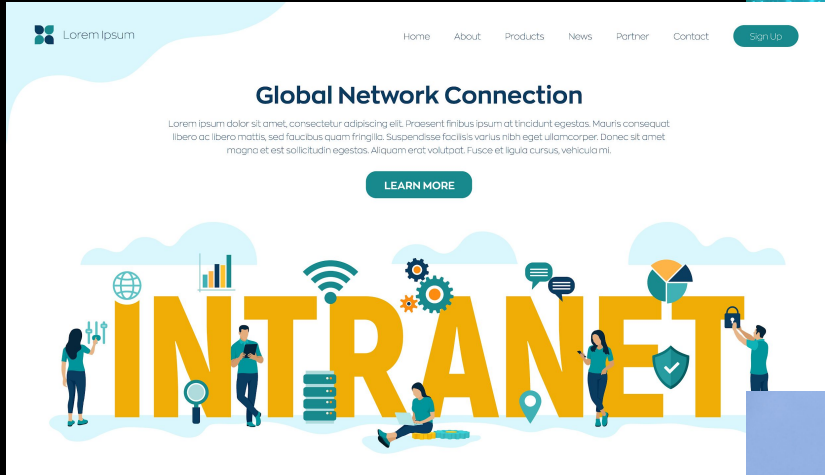 Lorem Ipsum
Home About Products News Partner Contact Sign Up
Global Network Connection
Lorem ipsum dolor sit amet, consectetur adipiscing elit. Praesent finibus ipsum at tincidunt egestas. Mauris consequat
libero ac libero mattis, sed faucibus quam fringilla. Suspendisse facilisis varius nibh eget ullamcorper. Donec sit amet
magna et est sollicitudin egestas. Aliquam erat volutpat. Fusce et ligula cursus, vehicula mi.
LEARN MORE
INTRANET